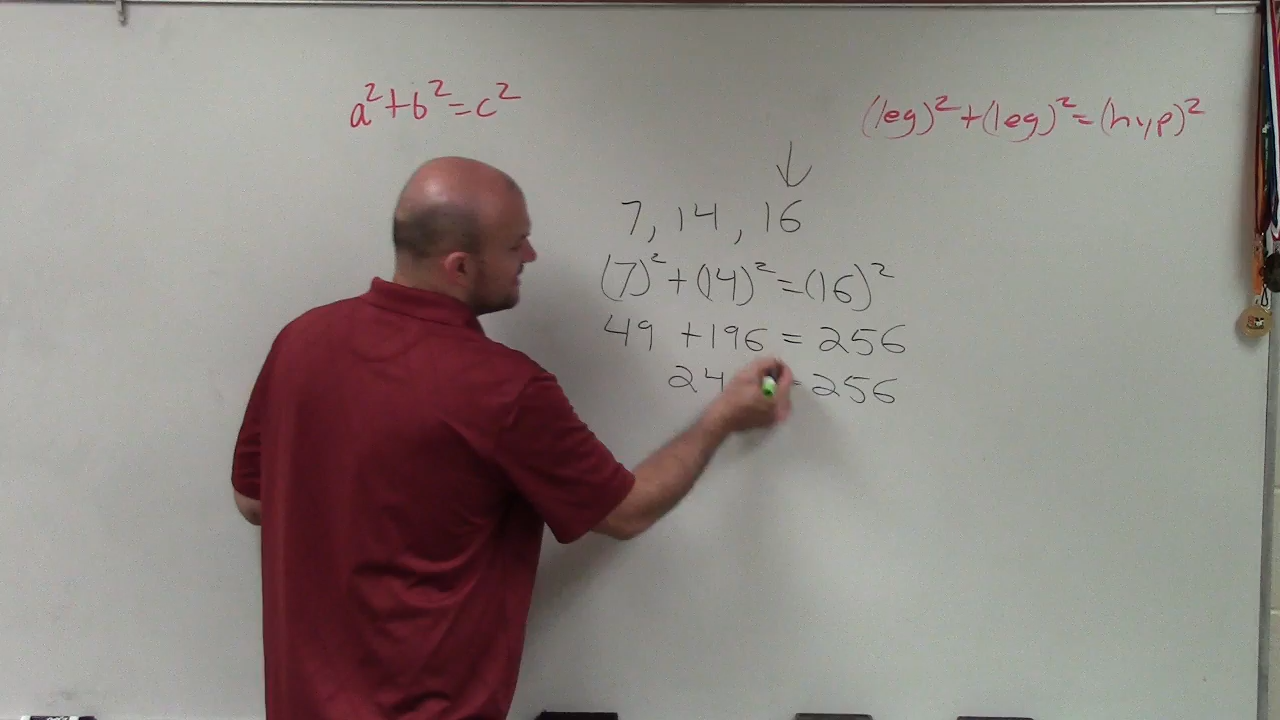 a²+b²=c²
(leg)²+(leg)²=(hyp)²
7, 14, 16
(7)²+(14)²=(16)²
49 +196 = 256
24 = 256